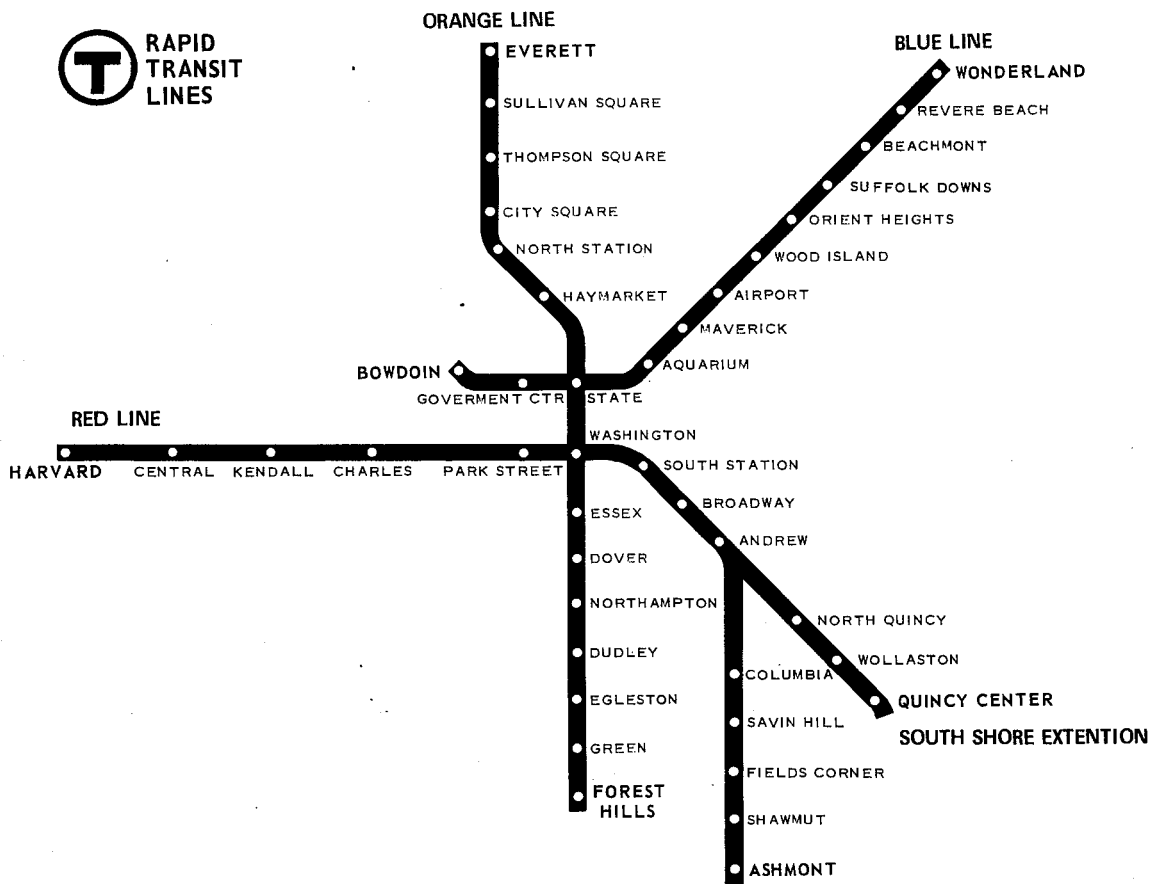 T
RAPID
TRANSIT
LINES
ORANGE LINE
EVERETT
SULLIVAN SQUARE
THOMPSON SQUARE
CITY SQUARE
NORTH STATION
HAYMARKET
BLUE LINE
WONDERLAND
REVERE BEACH
BEACHMONT
SUFFOLK DOWNS
ORIENT HEIGHTS
WOOD ISLAND
AIRPORT
MAVERICK
AQUARIUM
BOWDOIN
GOVERMENT CTR
STATE
RED LINE
HARVARD
CENTRAL
KENDALL
CHARLES
PARK STREET
WASHINGTON
SOUTH STATION
BROADWAY
ANDREW
ESSEX
DOVER
NORTHAMPTON
DUDLEY
EGLESTON
GREEN
FOREST
HILLS
NORTH QUINCY
WOLLASTON
QUINCY CENTER
SOUTH SHORE EXTENTION
COLUMBIA
SAVIN HILL
FIELDS CORNER
SHAWMUT
ASHMONT